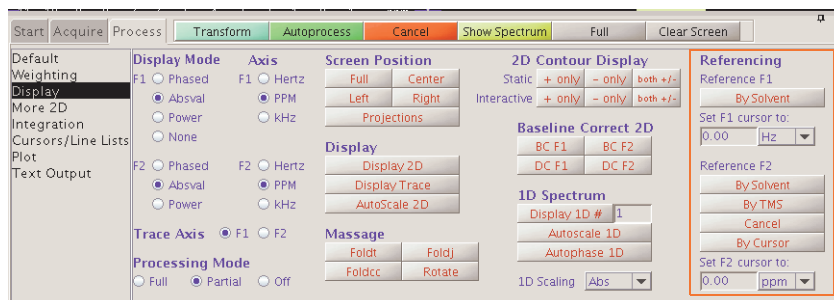 Start Acquire Process Transform Autoprocess Cancel Show Spectrum Full Clear Screen
Default
Weighting
Display
More 2D
Integration
Cursors/Line Lists
Plot
Text Output
Display Mode Axis
F1 Phased F1 Hertz
Absval PPM
Power kHz
None
F2 Phased F2 Hertz
Absval PPM
Power kHz
Trace Axis F1 F2
Processing Mode
Full Partial Off
Screen Position
Full Center
Left Right
Projections
Display
Display 2D
Display Trace
AutoScale 2D
Massage
Foldt Foldj
Foldcc Rotate
2D Contour Display
Static + only - only both +/-
Interactive + only - only both +/-
Baseline Correct 2D
BC F1 BC F2
DC F1 DC F2
1D Spectrum
Display 1D # 1
Autoscale 1D
Autophase 1D
1D Scaling Abs
Referencing
Reference F1
By Solvent
Set F1 cursor to:
0.00 Hz
Reference F2
By Solvent
By TMS
Cancel
By Cursor
Set F2 cursor to:
0.00 ppm